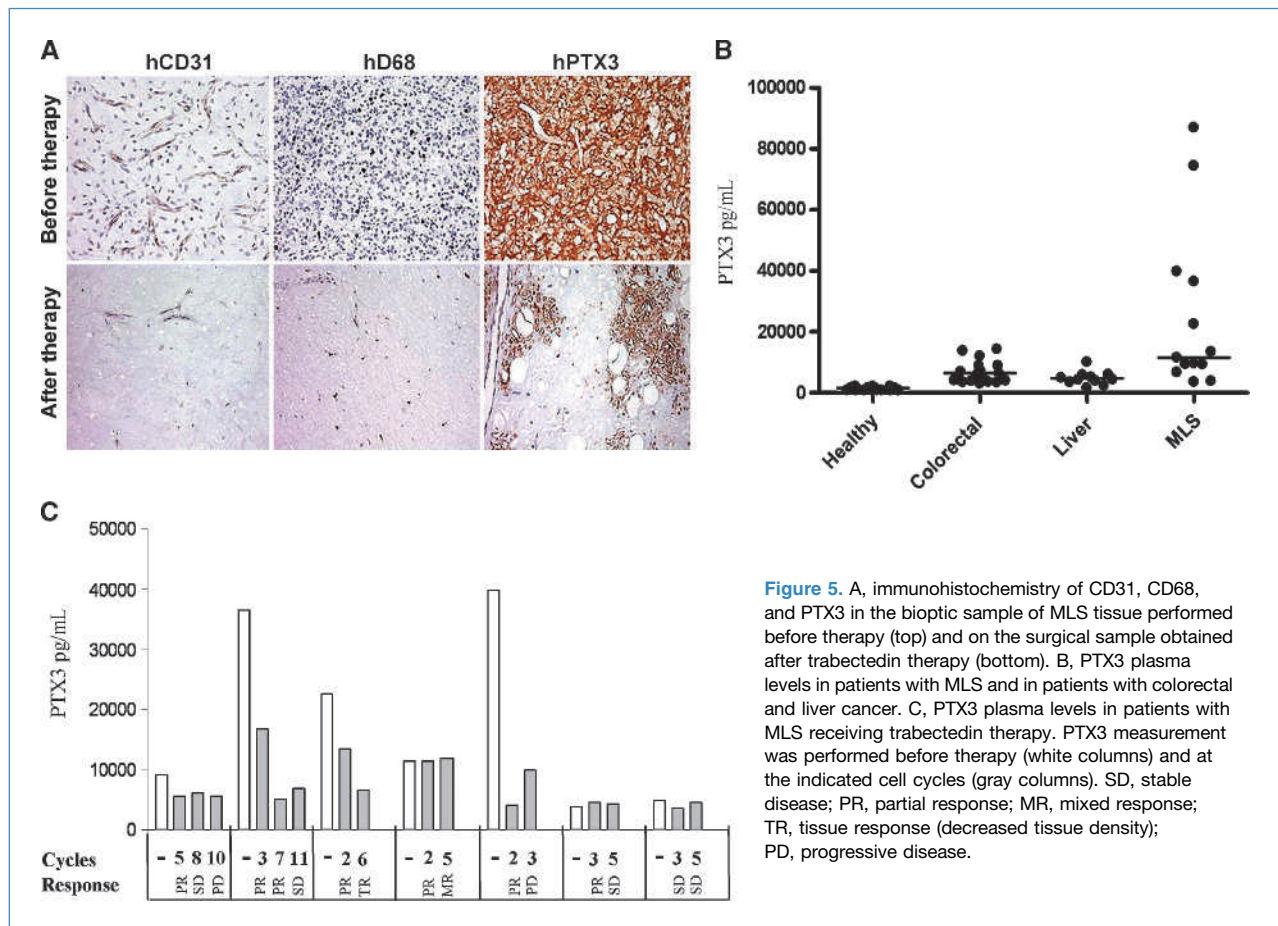 A
hCD31 hD68 hPTX3
Before therapy
After therapy
B
PTX3 pg/mL
100000
80000
60000
40000
20000
0
Healthy Colorectal Liver MLS
C
PTX3 pg/mL
50000
40000
30000
20000
10000
0
Cycles - 5 8 10 - 3 7 11 - 2 6 - 2 5 - 2 3 - 3 5 - 3 5
Response PR SD PD PR PR SD PR TR PR MR PR PD PR SD SD SD
Figure 5. A, immunohistochemistry of CD31, CD68,
and PTX3 in the bioptic sample of MLS tissue performed
before therapy (top) and on the surgical sample obtained
after trabectedin therapy (bottom). B, PTX3 plasma
levels in patients with MLS and in patients with colorectal
and liver cancer. C, PTX3 plasma levels in patients with
MLS receiving trabectedin therapy. PTX3 measurement
was performed before therapy (white columns) and at
the indicated cell cycles (gray columns). SD, stable
disease; PR, partial response; MR, mixed response;
TR, tissue response (decreased tissue density);
PD, progressive disease.